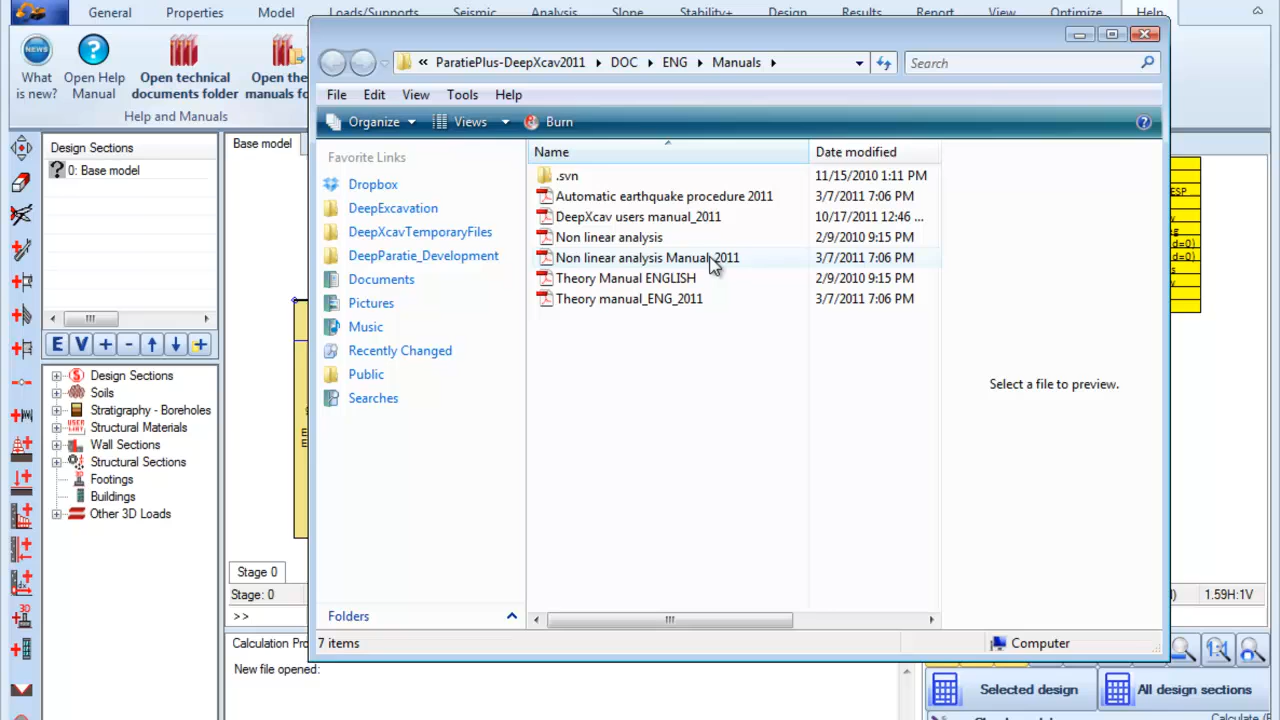 General Properties Model Loads/Supports Seismic Analysis Slope Stability+ Design Results Report View Optimize Help
NEWS
What is new?
Open Help Manual
Open technical documents folder
Open the
manuals fo
Help and Manuals
Design Sections
0: Base model
E V + - +
Design Sections
Soils
Stratigraphy - Boreholes
Structural Materials
Wall Sections
Structural Sections
Footings
Buildings
Other 3D Loads
Base model
Stage 0
Stage: 0
>>
Calculation Pro
New file opened:
« ParatiePlus-DeepXcav2011 DOC ENG Manuals
Search
File Edit View Tools Help
Organize Views Burn
Favorite Links
Dropbox
DeepExcavation
DeepXcavTemporaryFiles
DeepParatie_Development
Documents
Pictures
Music
Recently Changed
Public
Searches
Folders
Name Date modified
.svn 11/15/2010 1:11 PM
Automatic earthquake procedure 2011 3/7/2011 7:06 PM
DeepXcav users manual_2011 10/17/2011 12:46 ...
Non linear analysis 2/9/2010 9:15 PM
Non linear analysis Manual_2011 3/7/2011 7:06 PM
Theory Manual ENGLISH 2/9/2010 9:15 PM
Theory manual_ENG_2011 3/7/2011 7:06 PM
Select a file to preview.
7 items
Computer
ESP
d=0)
d=0)
1.59H:1V
1:1
Selected design
All design sections